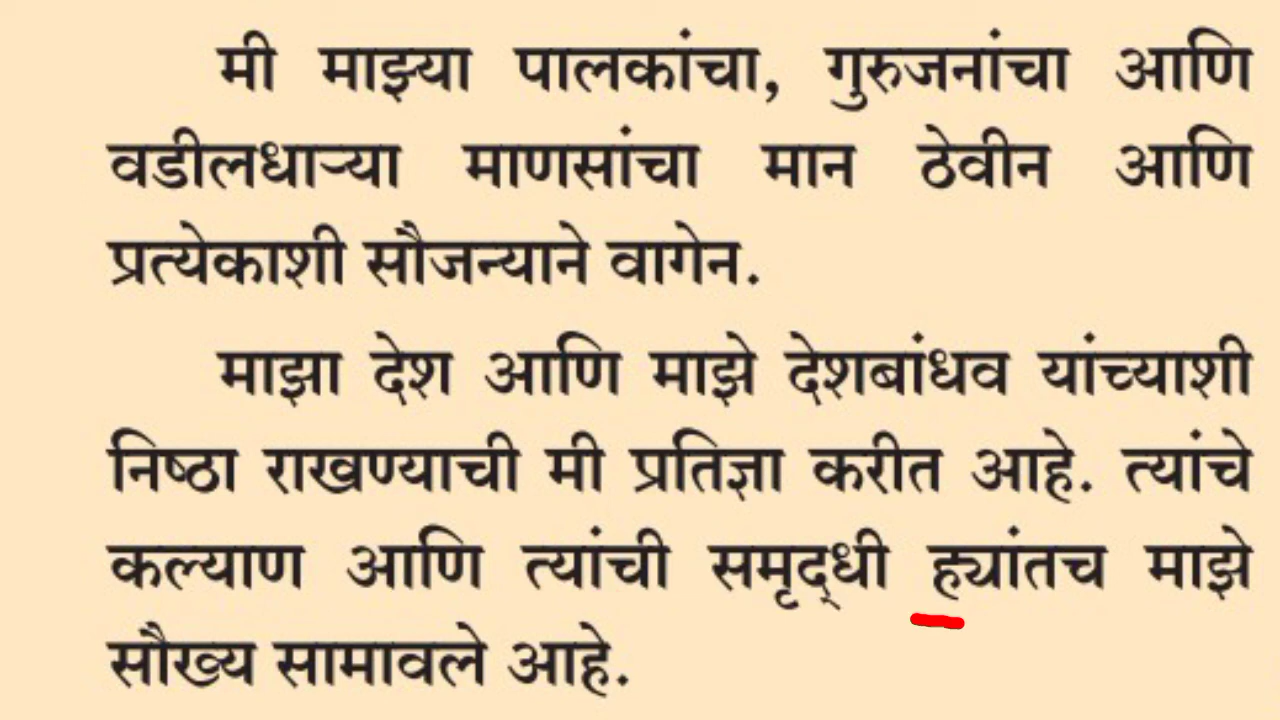 मी माझ्या पालकांचा, गुरुजनांचा आणि
वडीलधाऱ्या माणसांचा मान ठेवीन आणि
प्रत्येकाशी सौजन्याने वागेन.
माझा देश आणि माझे देशबांधव यांच्याशी
निष्ठा राखण्याची मी प्रतिज्ञा करीत आहे. त्यांचे
कल्याण आणि त्यांची समृद्‌धी ह्यांतच माझे
सौख्य सामावले आहे.